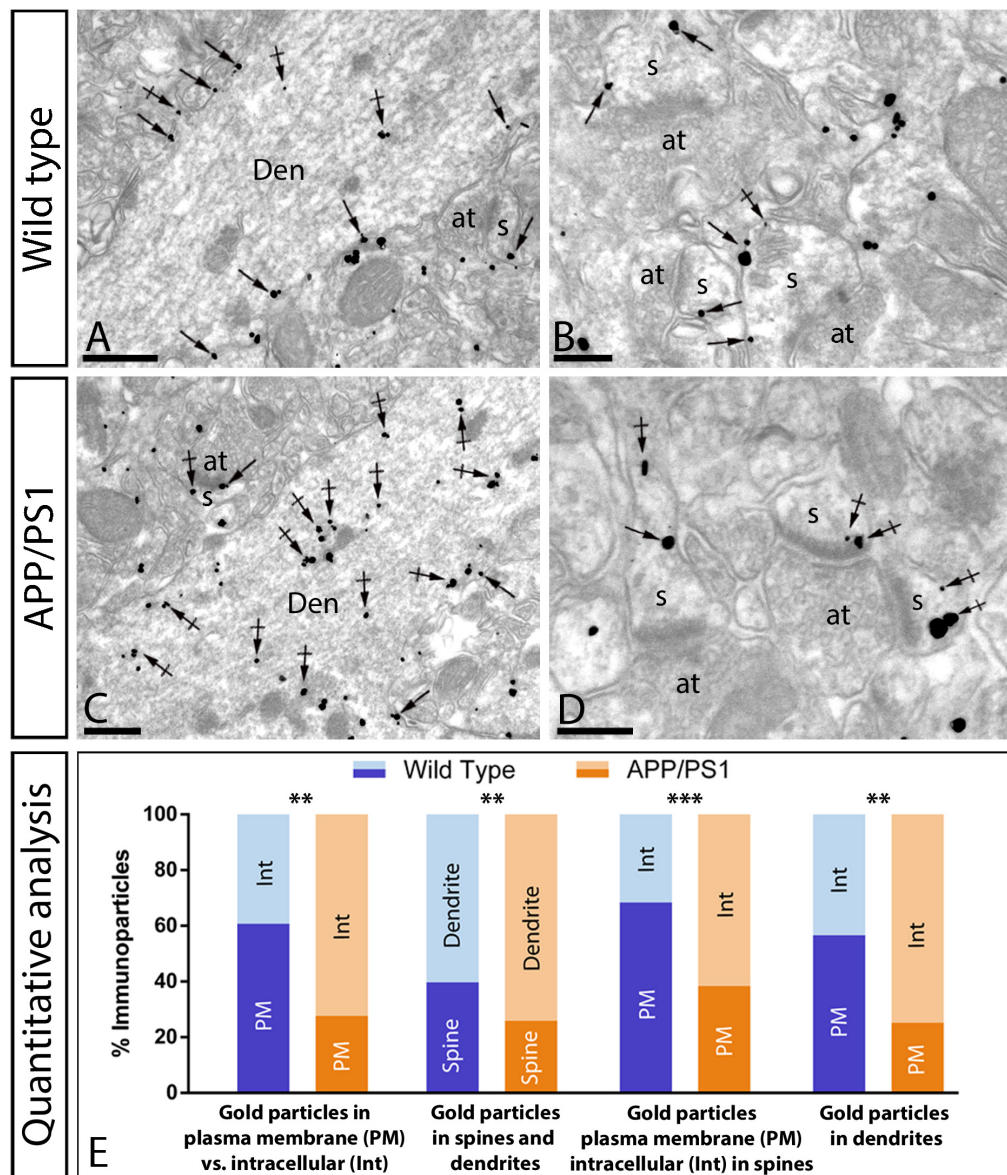 Wild type
Den
at
s
A
s
at
at
s
s
at
B
APP/PS1
at
s
Den
C
s
s
at
s
at
D
Quantitative analysis
Wild Type
APP/PS1
**
**
***
**
% Immunoparticles
100
80
60
40
20
0
Int
PM
Int
PM
Dendrite
Spine
Dendrite
Spine
Int
PM
Int
PM
Int
PM
Int
PM
Gold particles in
plasma membrane (PM)
vs. intracellular (Int)
Gold particles
in spines and
dendrites
Gold particles
plasma membrane (PM)
intracellular (Int) in spines
Gold particles
in dendrites
E